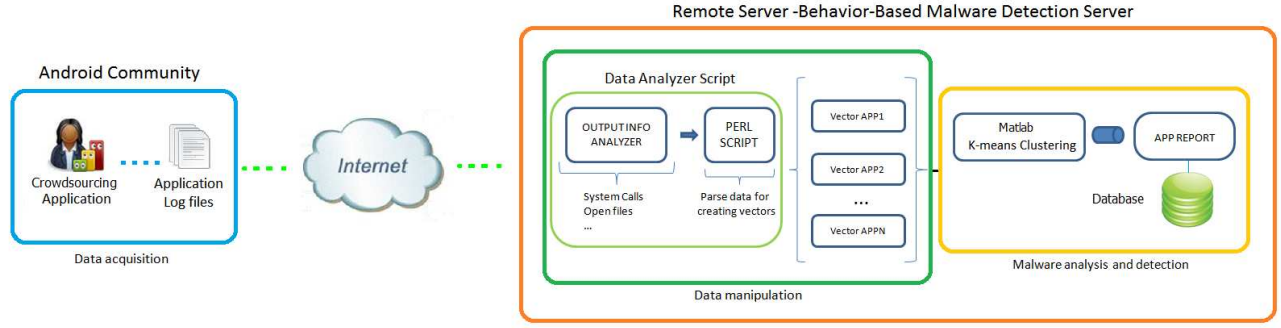 Remote Server -Behavior-Based Malware Detection Server
Android Community
Crowdsourcing
Application
Application
Log files
Data acquisition
Internet
Data Analyzer Script
OUTPUT INFO
ANALYZER
PERL
SCRIPT
System Calls
Open files
...
Parse data for
creating vectors
Vector APP1
Vector APP2
...
Vector APPN
Data manipulation
Matlab
K-means Clustering
APP REPORT
Database
Malware analysis and detection